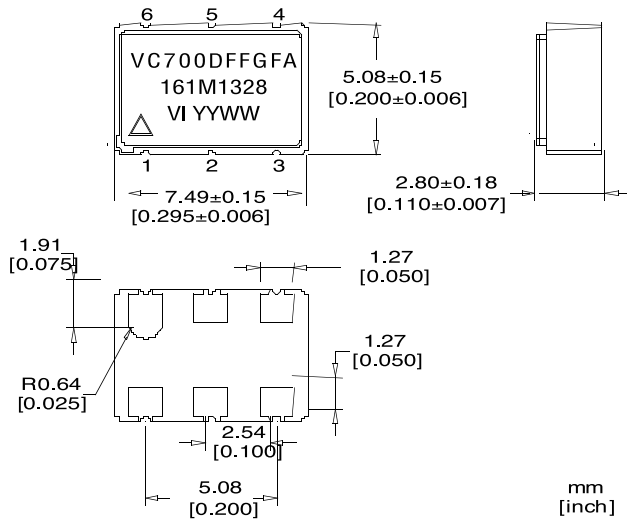 6 5 4
VC700DFFGFA
161M1328
VI YYWW
1 2 3
5.08±0.15
[0.200±0.006]
7.49±0.15
[0.295±0.006]
2.80±0.18
[0.110±0.007]
1.91
[0.075]
1.27
[0.050]
1.27
[0.050]
R0.64
[0.025]
2.54
[0.100]
5.08
[0.200]
mm
[inch]